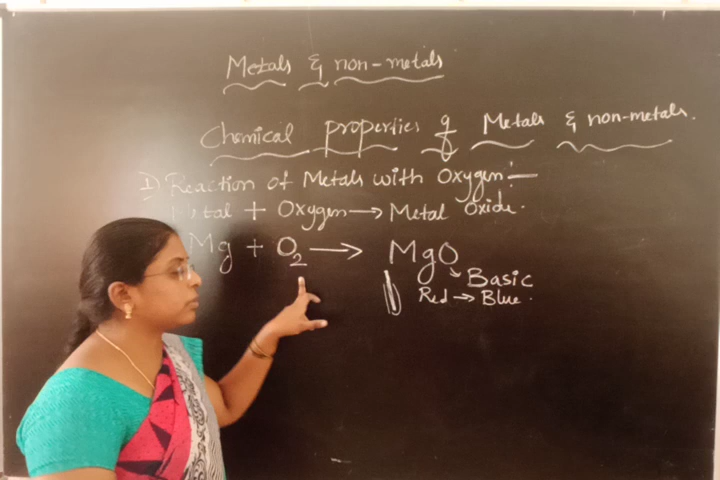 Metals & non-metals
Chemical properties of Metals & non-metals.
1) Reaction of Metals with Oxygen:-
Metal + Oxygen → Metal Oxide.
Mg + O2 → MgO
Basic
Red → Blue.